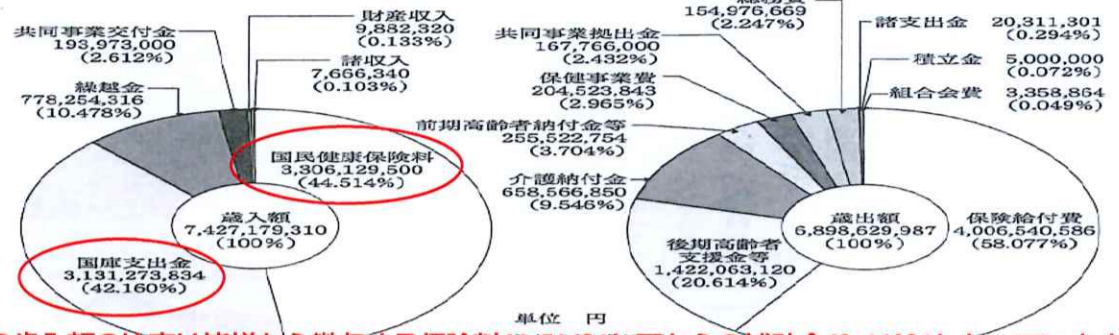 財産収入
9,882,320
(0.133%)
共同事業交付金
193,973,000
(2.612%)
諸収入
7,666,340
(0.103%)
繰越金
778,254,316
(10.478%)
国民健康保険料
3,306,129,500
(44.514%)
歳入額
7,427,179,310
(100%)
国庫支出金
3,131,273,834
(42.160%)
154,976,669
(2.247%)
諸支出金 20,311,301
(0.294%)
共同事業拠出金
167,766,000
(2.432%)
積立金 5,000,000
(0.072%)
保健事業費
204,523,843
(2.965%)
組合会費 3,358,864
(0.049%)
前期高齢者納付金等
255,522,754
(3.704%)
介護納付金
658,566,850
(9.546%)
歳出額
6,898,629,987
(100%)
保険給付費
4,006,540,586
(58.077%)
後期高齢者
支援金等
1,422,063,120
(20.614%)
単位 円